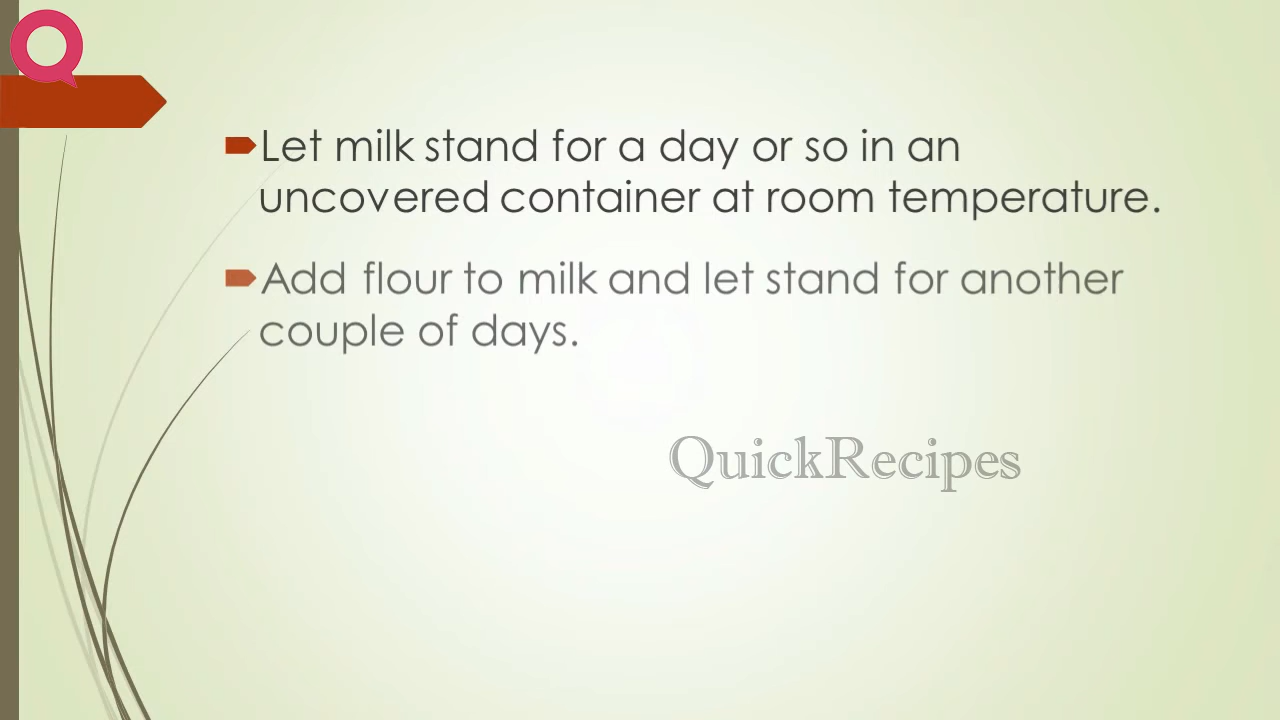 Let milk stand for a day or so in an
uncovered container at room temperature.
Add flour to milk and let stand for another
couple of days.
QuickRecipes